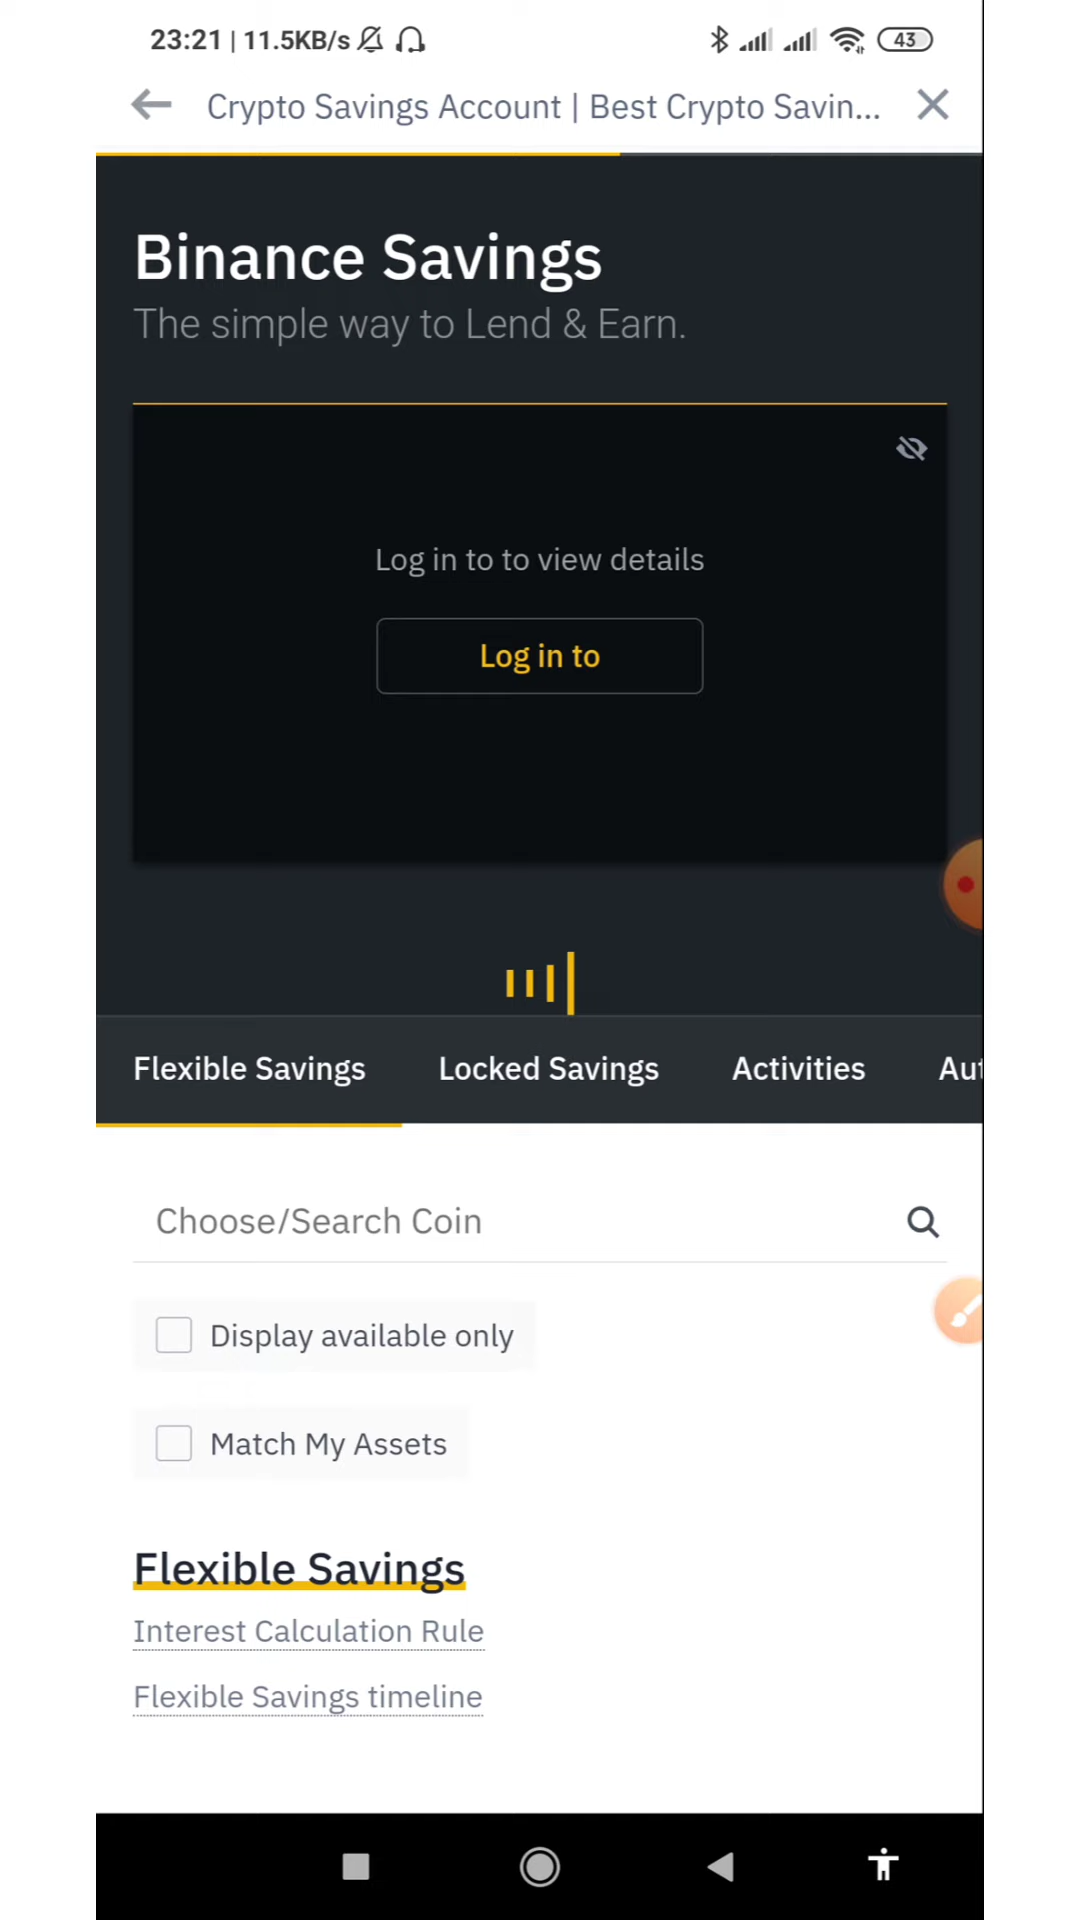 23:21 | 11.5KB/s 43
Crypto Savings Account | Best Crypto Savin...
Binance Savings
The simple way to Lend & Earn.
Log in to to view details
Log in to
Flexible Savings Locked Savings Activities Aut
Choose/Search Coin
Display available only
Match My Assets
Flexible Savings
Interest Calculation Rule
Flexible Savings timeline